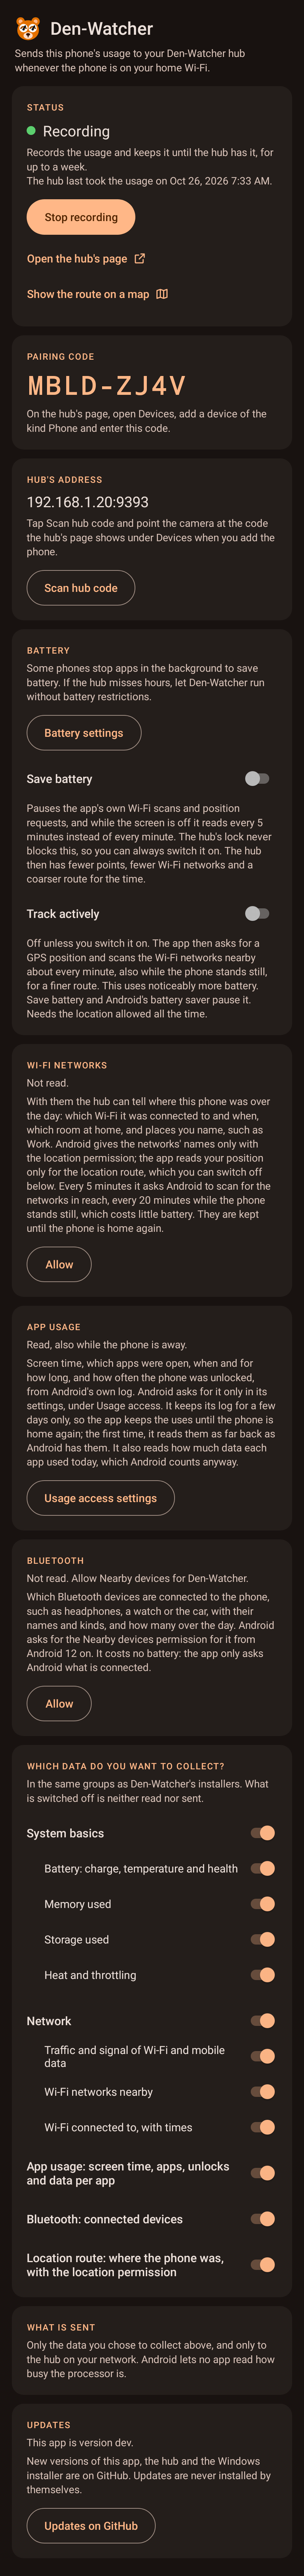 Den-Watcher
Sends this phone's usage to your Den-Watcher hub
whenever the phone is on your home Wi-Fi.
STATUS
Recording
Records the usage and keeps it until the hub has it, for
up to a week.
The hub last took the usage on Oct 26, 2026 7:33 AM.
Stop recording
Open the hub's page
Show the route on a map
PAIRING CODE
MBLD-ZJ4V
On the hub's page, open Devices, add a device of the
kind Phone and enter this code.
HUB'S ADDRESS
192.168.1.20:9393
Tap Scan hub code and point the camera at the code
the hub's page shows under Devices when you add the
phone.
Scan hub code
BATTERY
Some phones stop apps in the background to save
battery. If the hub misses hours, let Den-Watcher run
without battery restrictions.
Battery settings
Save battery
Pauses the app's own Wi-Fi scans and position
requests, and while the screen is off it reads every 5
minutes instead of every minute. The hub's lock never
blocks this, so you can always switch it on. The hub
then has fewer points, fewer Wi-Fi networks and a
coarser route for the time.
Track actively
Off unless you switch it on. The app then asks for a
GPS position and scans the Wi-Fi networks nearby
about every minute, also while the phone stands still,
for a finer route. This uses noticeably more battery.
Save battery and Android's battery saver pause it.
Needs the location allowed all the time.
WI-FI NETWORKS
Not read.
With them the hub can tell where this phone was over
the day: which Wi-Fi it was connected to and when,
which room at home, and places you name, such as
Work. Android gives the networks' names only with
the location permission; the app reads your position
only for the location route, which you can switch off
below. Every 5 minutes it asks Android to scan for the
networks in reach, every 20 minutes while the phone
stands still, which costs little battery. They are kept
until the phone is home again.
Allow
APP USAGE
Read, also while the phone is away.
Screen time, which apps were open, when and for
how long, and how often the phone was unlocked,
from Android's own log. Android asks for it only in its
settings, under Usage access. It keeps its log for a few
days only, so the app keeps the uses until the phone is
home again; the first time, it reads them as far back as
Android has them. It also reads how much data each
app used today, which Android counts anyway.
Usage access settings
BLUETOOTH
Not read. Allow Nearby devices for Den-Watcher.
Which Bluetooth devices are connected to the phone,
such as headphones, a watch or the car, with their
names and kinds, and how many over the day. Android
asks for the Nearby devices permission for it from
Android 12 on. It costs no battery: the app only asks
Android what is connected.
Allow
WHICH DATA DO YOU WANT TO COLLECT?
In the same groups as Den-Watcher's installers. What
is switched off is neither read nor sent.
System basics
Battery: charge, temperature and health
Memory used
Storage used
Heat and throttling
Network
Traffic and signal of Wi-Fi and mobile
data
Wi-Fi networks nearby
Wi-Fi connected to, with times
App usage: screen time, apps, unlocks
and data per app
Bluetooth: connected devices
Location route: where the phone was,
with the location permission
WHAT IS SENT
Only the data you chose to collect above, and only to
the hub on your network. Android lets no app read how
busy the processor is.
UPDATES
This app is version dev.
New versions of this app, the hub and the Windows
installer are on GitHub. Updates are never installed by
themselves.
Updates on GitHub